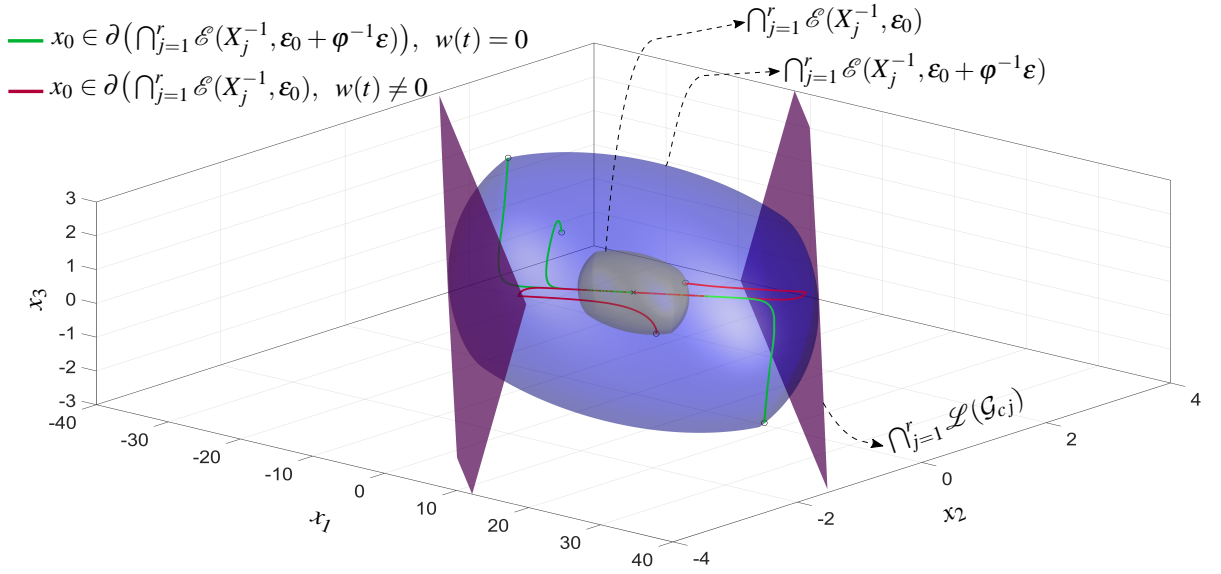 x₀ ∈ ∂(⋂ʳⱼ₌₁ ℰ(Xⱼ⁻¹, ε₀ + φ⁻¹ε)), w(t) = 0
x₀ ∈ ∂(⋂ʳⱼ₌₁ ℰ(Xⱼ⁻¹, ε₀), w(t) ≠ 0
⋂ʳⱼ₌₁ ℰ(Xⱼ⁻¹, ε₀)
⋂ʳⱼ₌₁ ℰ(Xⱼ⁻¹, ε₀ + φ⁻¹ε)
⋂ʳⱼ₌₁ ℒ(𝒢cj)
x₃
3
2
1
0
-1
-2
-3
-40
-30
-20
-10
0
10
20
30
40
x₁
-4
-2
0
2
4
x₂